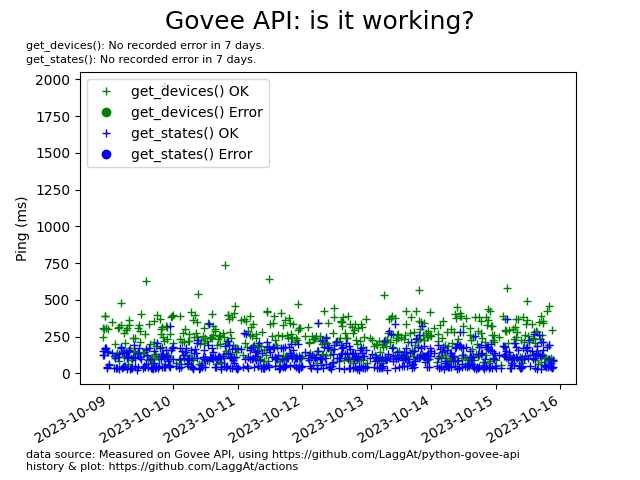 Govee API: is it working?
get_devices(): No recorded error in 7 days.
get_states(): No recorded error in 7 days.
get_devices() OK
get_devices() Error
get_states() OK
get_states() Error
Ping (ms)
2000
1750
1500
1250
1000
750
500
250
0
2023-10-09
2023-10-10
2023-10-11
2023-10-12
2023-10-13
2023-10-14
2023-10-15
2023-10-16
data source: Measured on Govee API, using https://github.com/LaggAt/python-govee-api
history & plot: https://github.com/LaggAt/actions